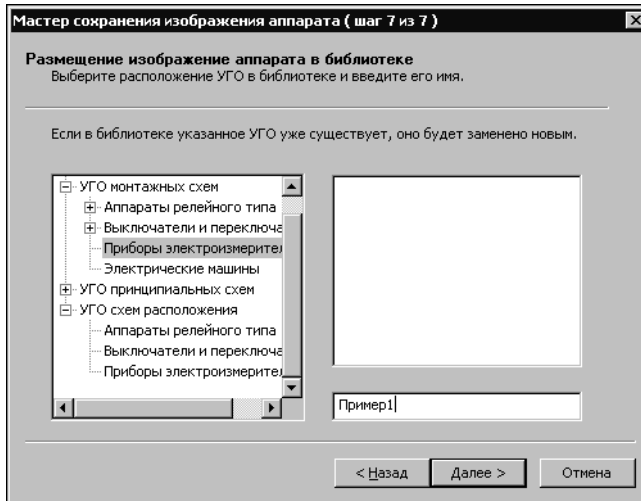 Мастер сохранения изображения аппарата ( шаг 7 из 7 )
Размещение изображение аппарата в библиотеке
Выберите расположение УГО в библиотеке и введите его имя.
Если в библиотеке указанное УГО уже существует, оно будет заменено новым.
УГО монтажных схем
Аппараты релейного типа
Выключатели и переключа
Приборы электроизмерител
Электрические машины
УГО принципиальных схем
УГО схем расположения
Аппараты релейного типа
Выключатели и переключа
Приборы электроизмерител
Пример1
< Назад Далее > Отмена